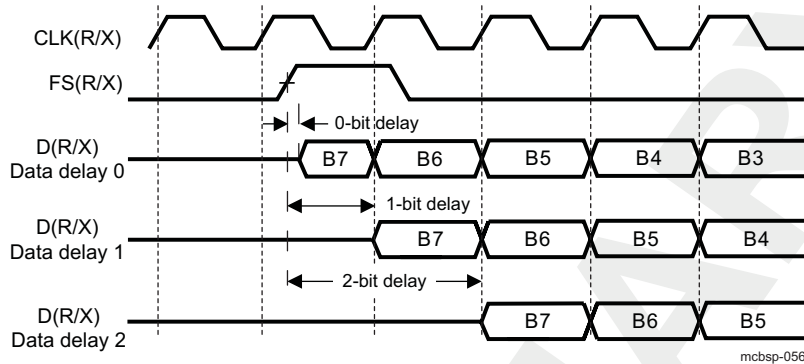 CLK(R/X)
FS(R/X)
0-bit delay
D(R/X)
Data delay 0
B7 B6 B5 B4 B3
1-bit delay
D(R/X)
Data delay 1
B7 B6 B5 B4
2-bit delay
D(R/X)
Data delay 2
B7 B6 B5
mcbsp-056